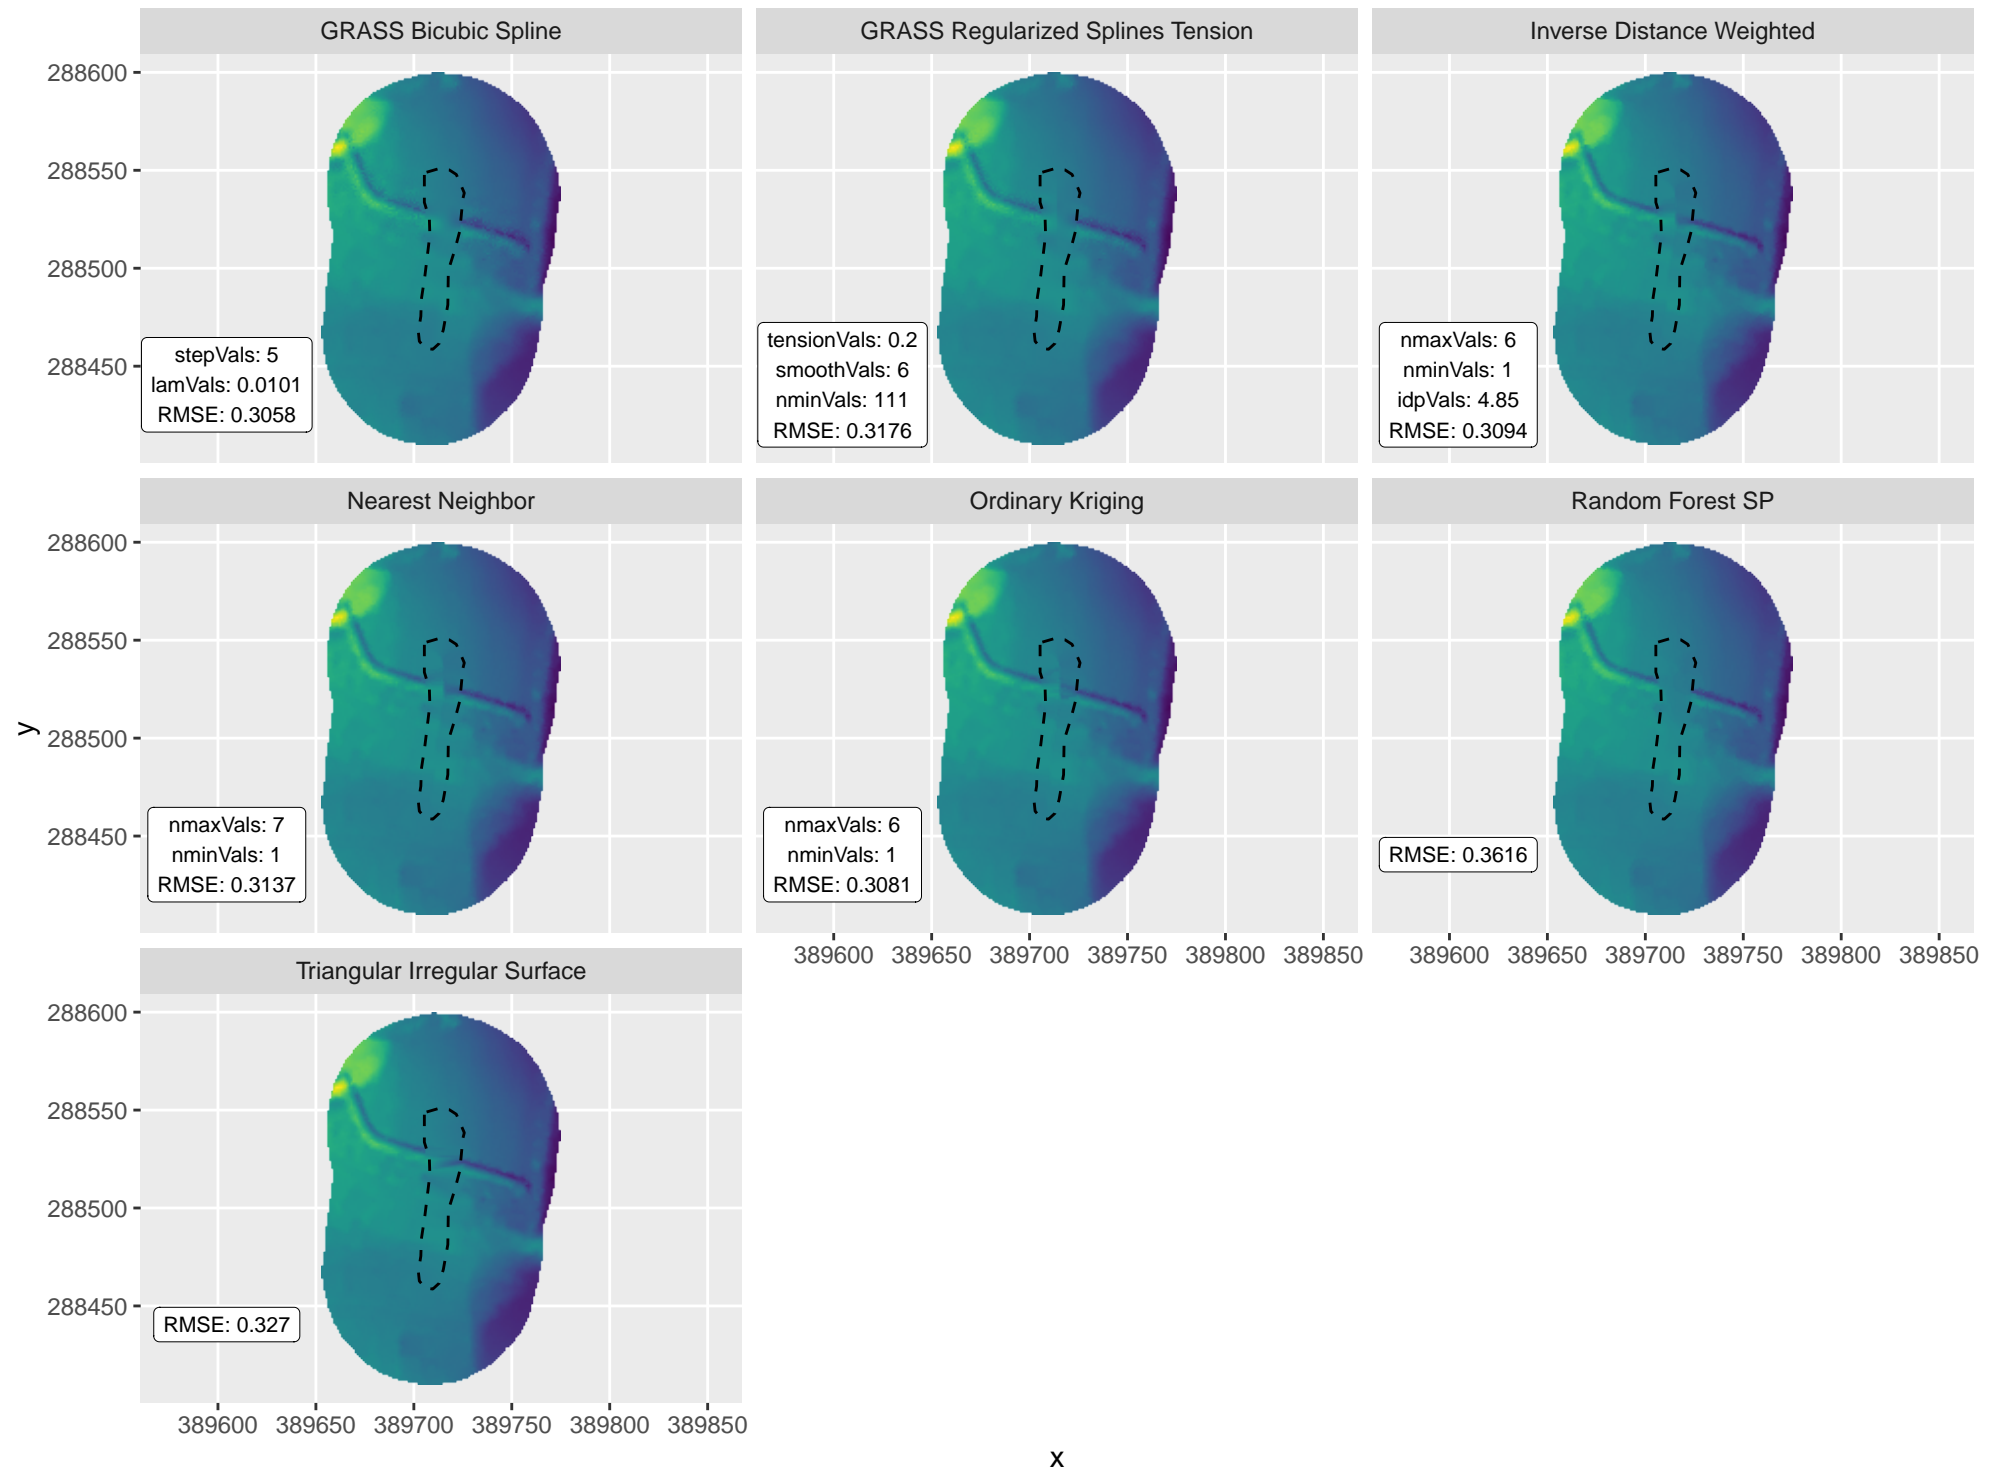 GRASS Bicubic Spline
GRASS Regularized Splines Tension
Inverse Distance Weighted
288600
288550
288500
288450
stepVals: 5
lamVals: 0.0101
RMSE: 0.3058
tensionVals: 0.2
smoothVals: 6
nminVals: 111
RMSE: 0.3176
nmaxVals: 6
nminVals: 1
idpVals: 4.85
RMSE: 0.3094
Nearest Neighbor
Ordinary Kriging
Random Forest SP
288600
288550
288500
288450
y
nmaxVals: 7
nminVals: 1
RMSE: 0.3137
nmaxVals: 6
nminVals: 1
RMSE: 0.3081
RMSE: 0.3616
389600 389650 389700 389750 389800 389850
389600 389650 389700 389750 389800 389850
Triangular Irregular Surface
288600
288550
288500
288450
RMSE: 0.327
389600 389650 389700 389750 389800 389850
x